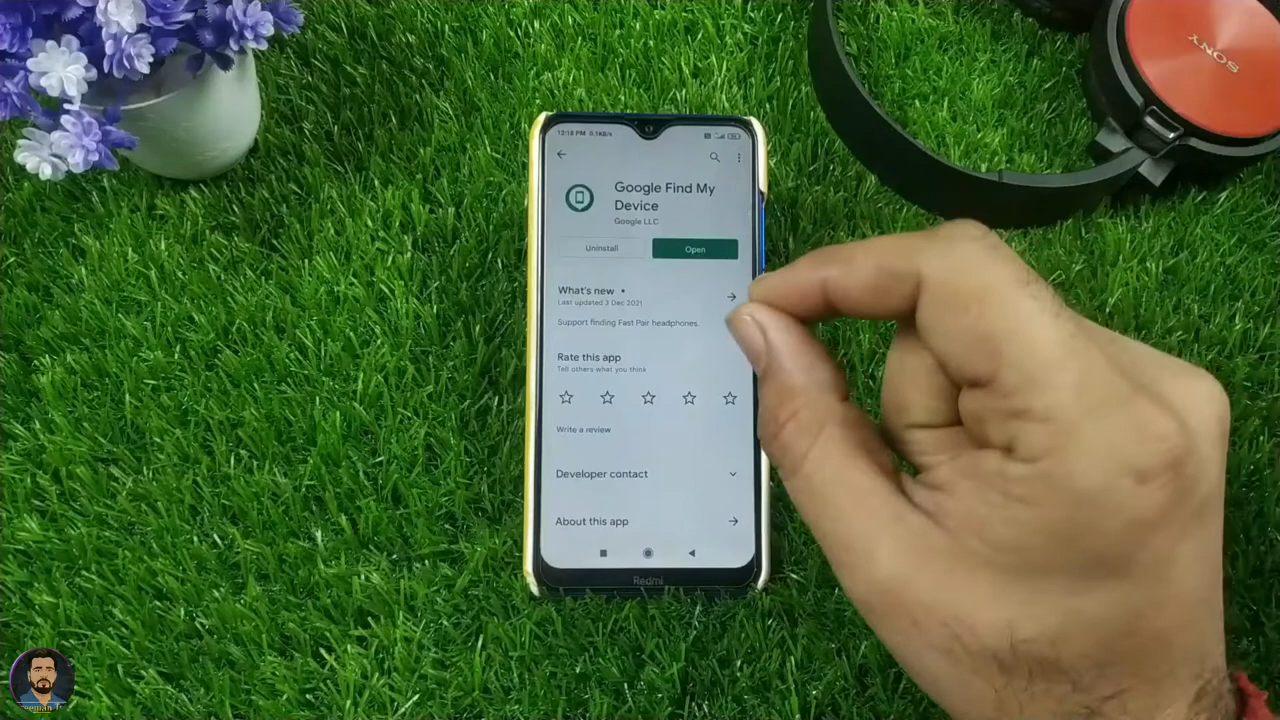 SONY
12:18 PM 0.1KB/s
Google Find My
Device
Google LLC
Uninstall
Open
What's new •
Last updated 3 Dec 2021
Support finding Fast Pair headphones.
Rate this app
Tell others what you think
Write a review
Developer contact
About this app
Redmi